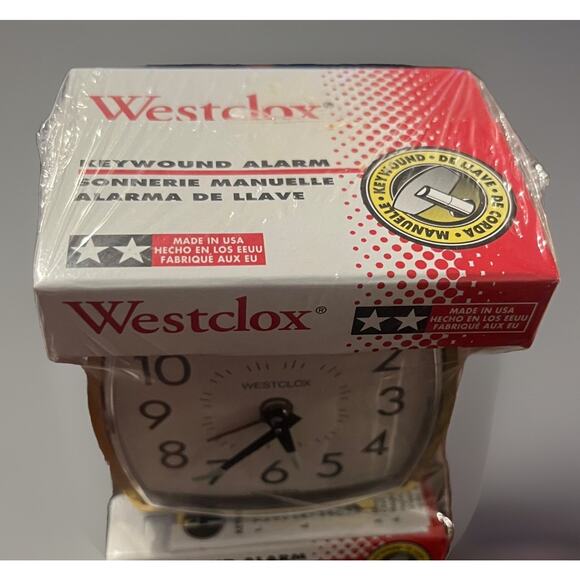 Westclox®
KEYWOUND ALARM
SONNERIE MANUELLE
ALARMA DE LLAVE
KEYWOUND • DE LLAVE • DE CORDA • MANUELLE •
MADE IN USA
HECHO EN LOS EEUU
FABRIQUÉ AUX EU
Westclox®
MADE IN USA
HECHO EN LOS EEUU
FABRIQUÉ AUX EU
10 2
WESTCLOX
9 3
8 4
7 6 5
KEYWOUND ALARM